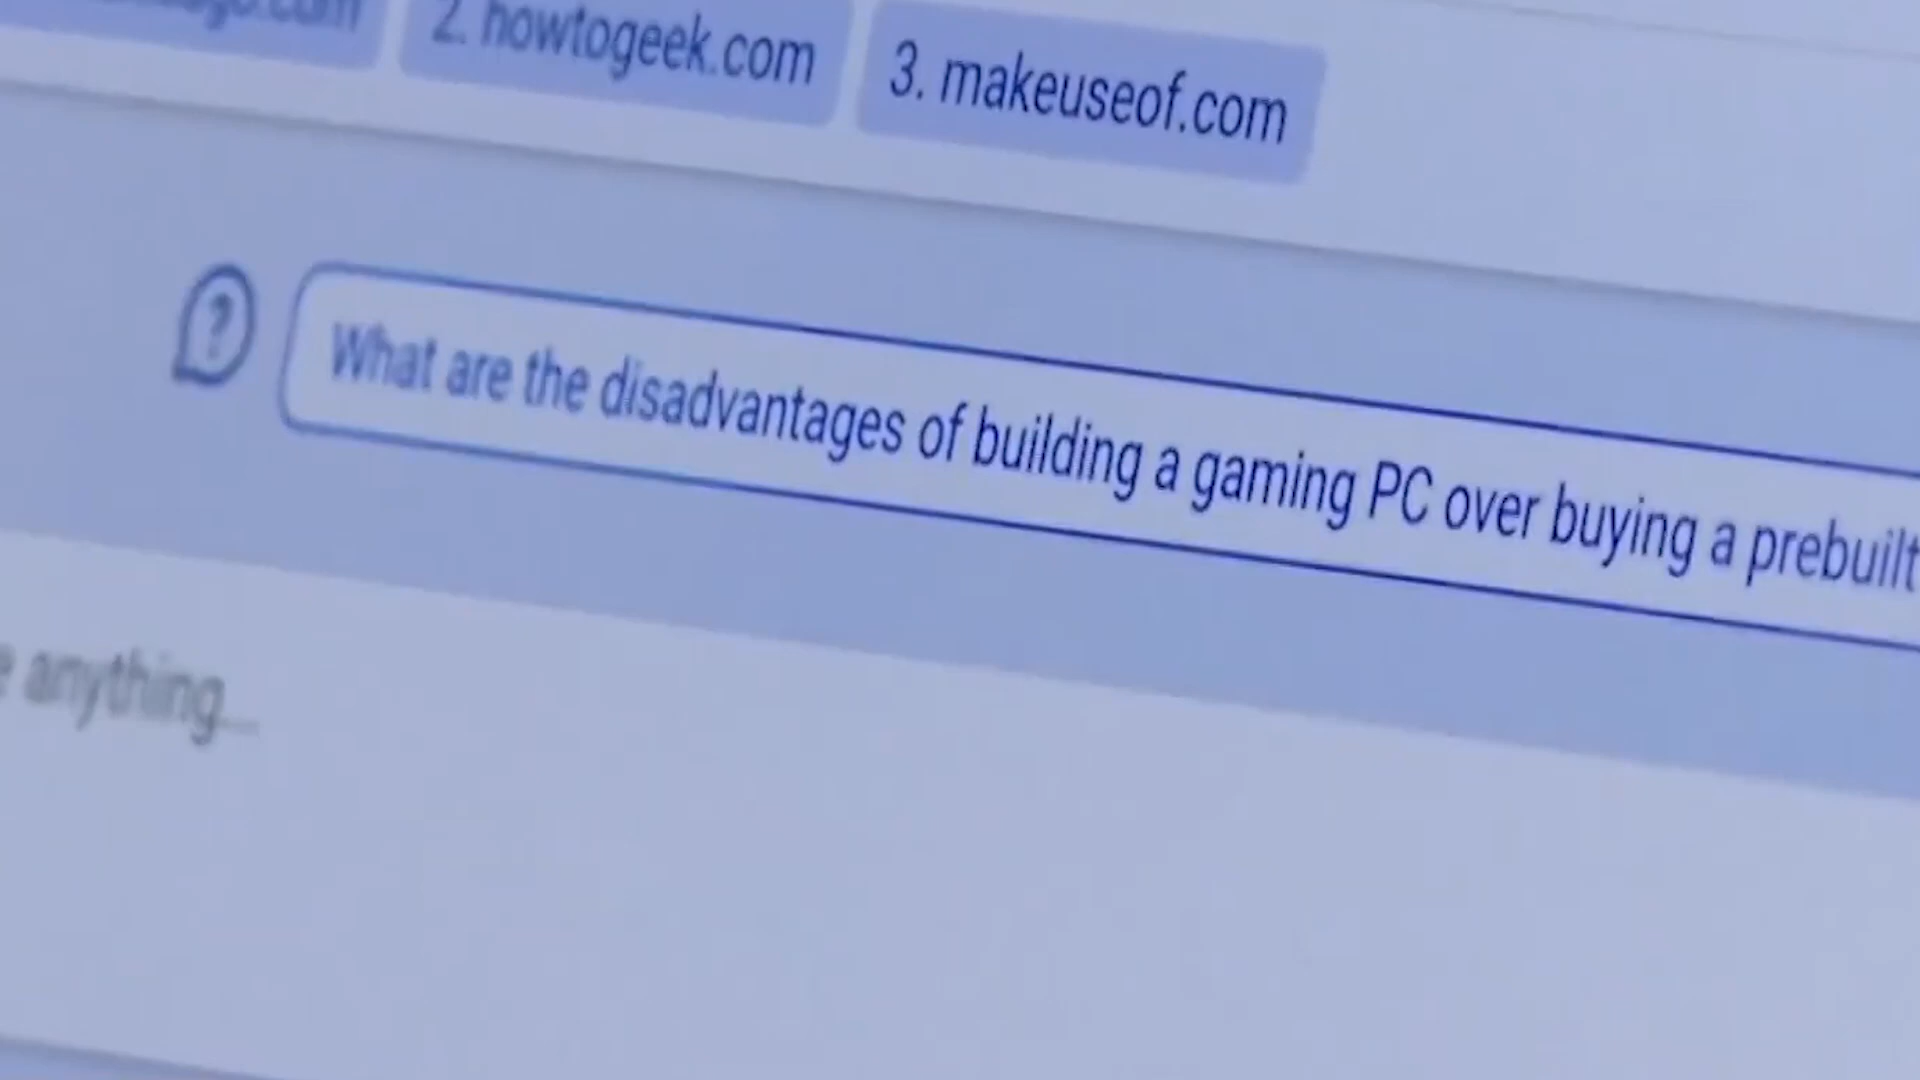 2. howtogeek.com
3. makeuseof.com
What are the disadvantages of building a gaming PC over buying a prebuilt
anything...